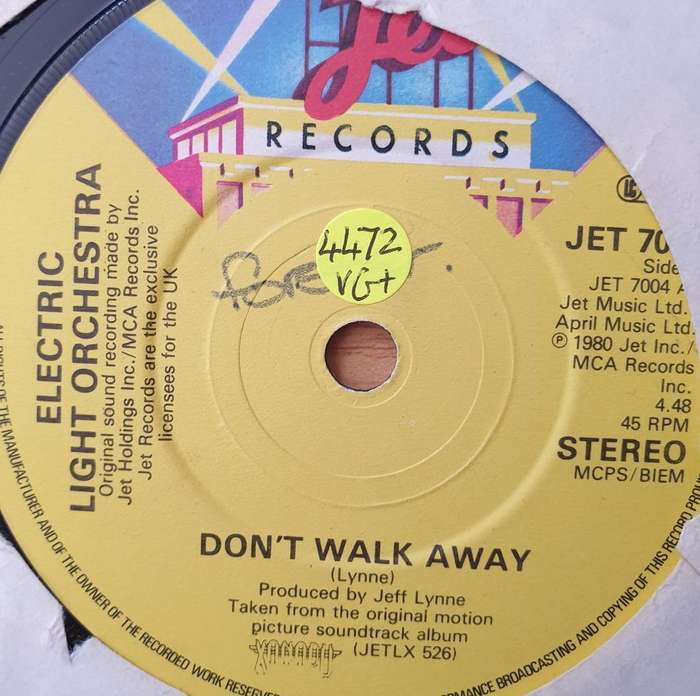 Jet
RECORDS
4472
VG+
ELECTRIC
LIGHT ORCHESTRA
Original sound recording made by
Jet Holdings Inc./MCA Records Inc.
Jet Records are the exclusive
licensees for the UK
JET 70
Side
JET 7004 A
Jet Music Ltd.
April Music Ltd.
℗ 1980 Jet Inc./
MCA Records
Inc.
4.48
45 RPM
STEREO
MCPS/BIEM
DON'T WALK AWAY
(Lynne)
Produced by Jeff Lynne
Taken from the original motion
picture soundtrack album
XANADU (JETLX 526)
ALL RIGHTS OF THE MANUFACTURER AND OF THE OWNER OF THE RECORDED WORK RESERVED
BROADCASTING AND COPYING OF THIS RECORD